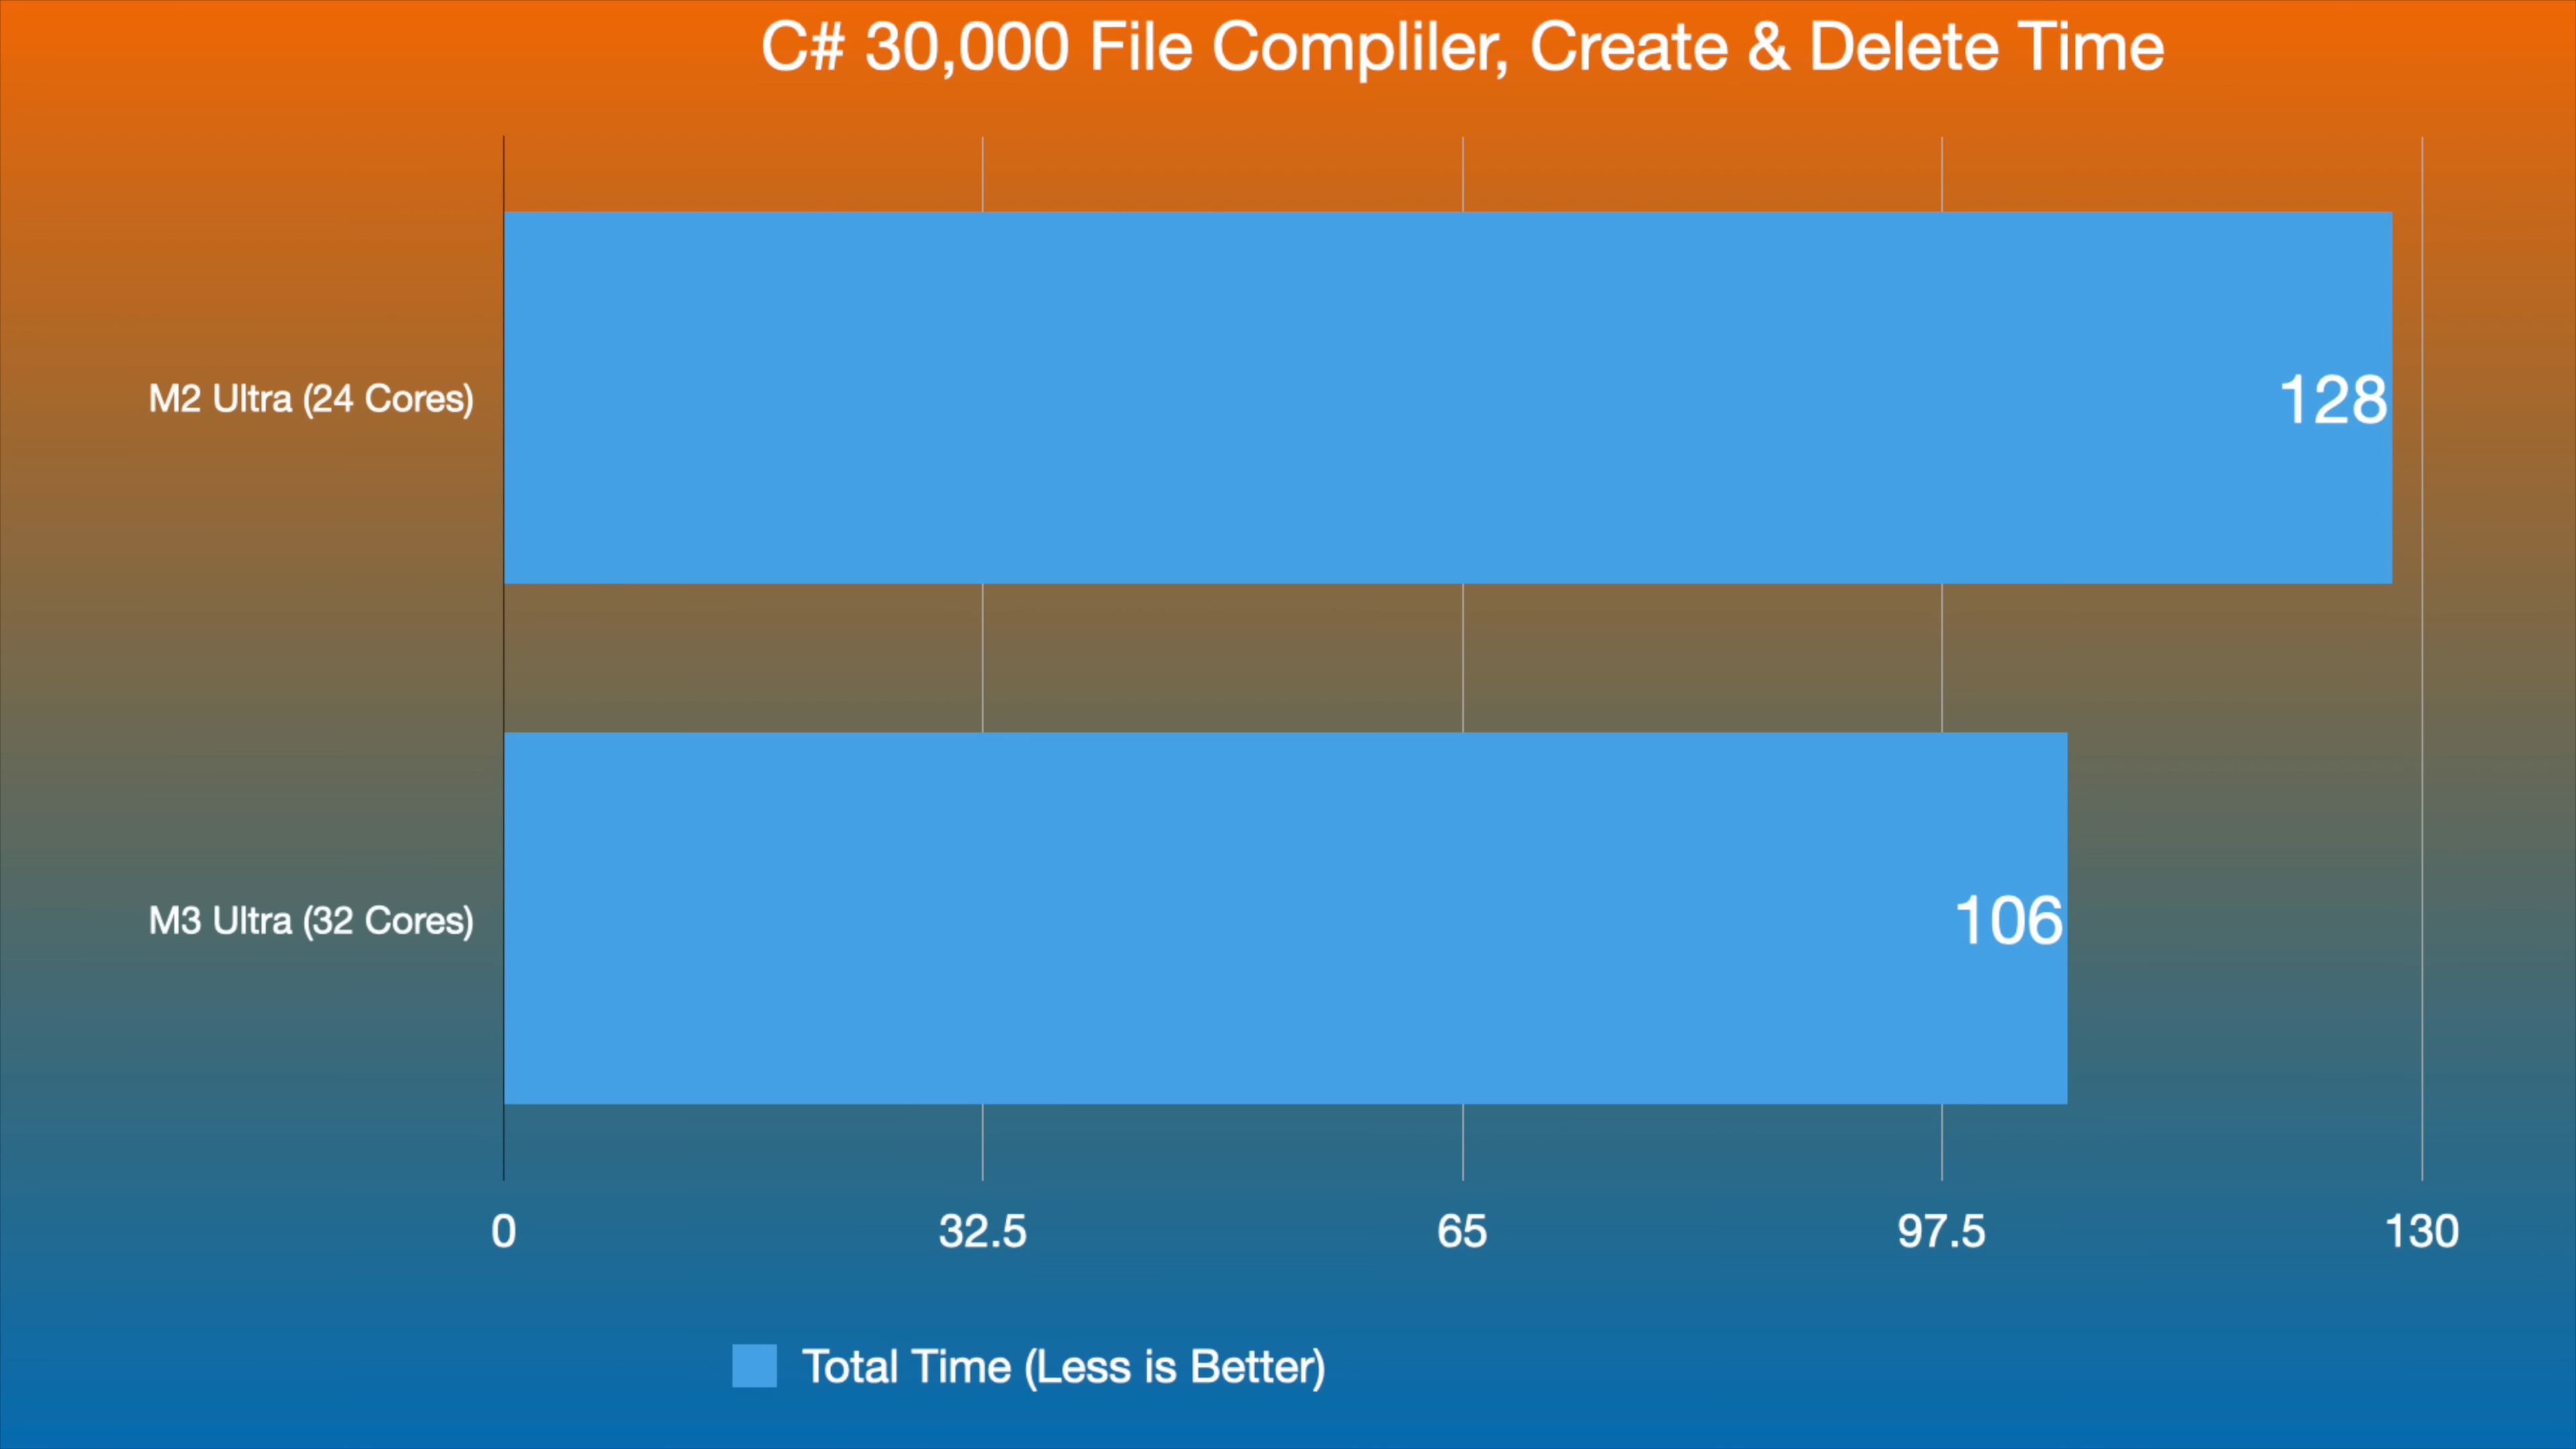 C# 30,000 File Compliler, Create & Delete Time
M2 Ultra (24 Cores)
128
M3 Ultra (32 Cores)
106
0 32.5 65 97.5 130
Total Time (Less is Better)